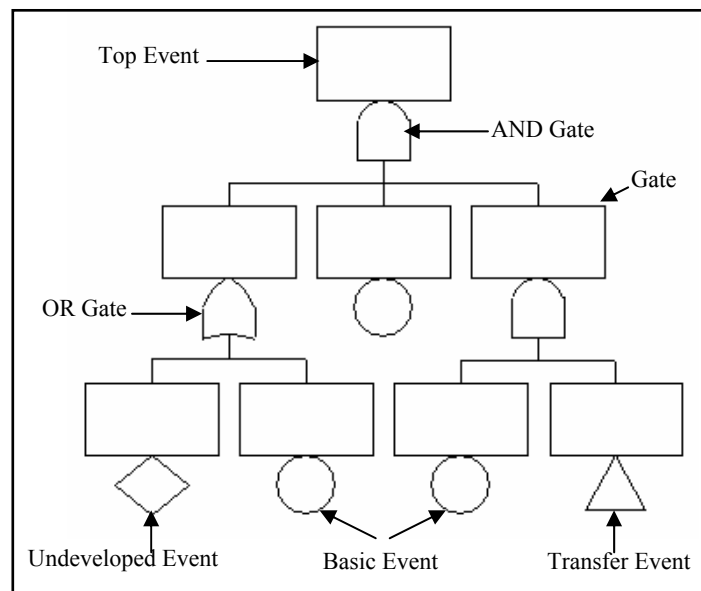 Top Event
AND Gate
Gate
OR Gate
Undeveloped Event
Basic Event
Transfer Event